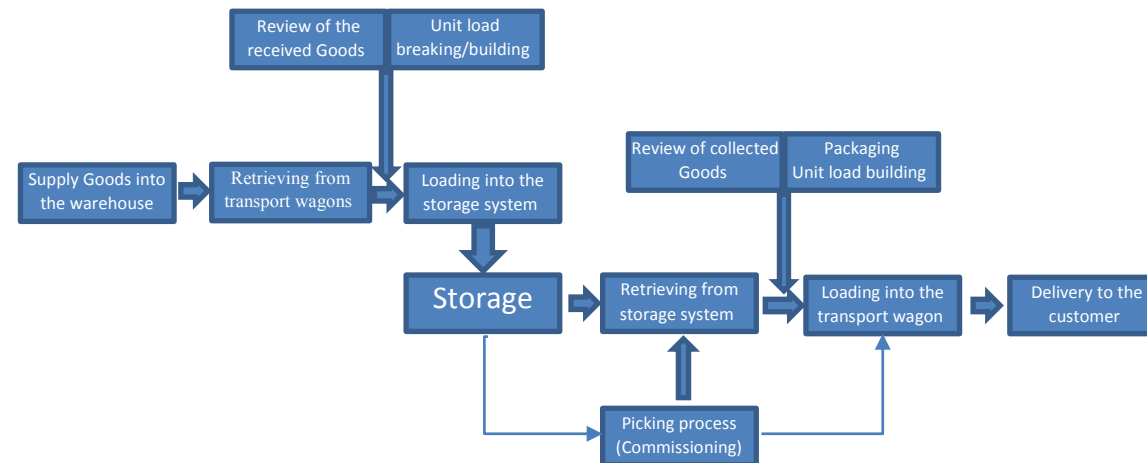 Review of the
received Goods
Unit load
breaking/building
Review of collected
Goods
Packaging
Unit load building
Supply Goods into
the warehouse
Retrieving from
transport wagons
Loading into the
storage system
Storage
Retrieving from
storage system
Loading into the
transport wagon
Delivery to the
customer
Picking process
(Commissioning)